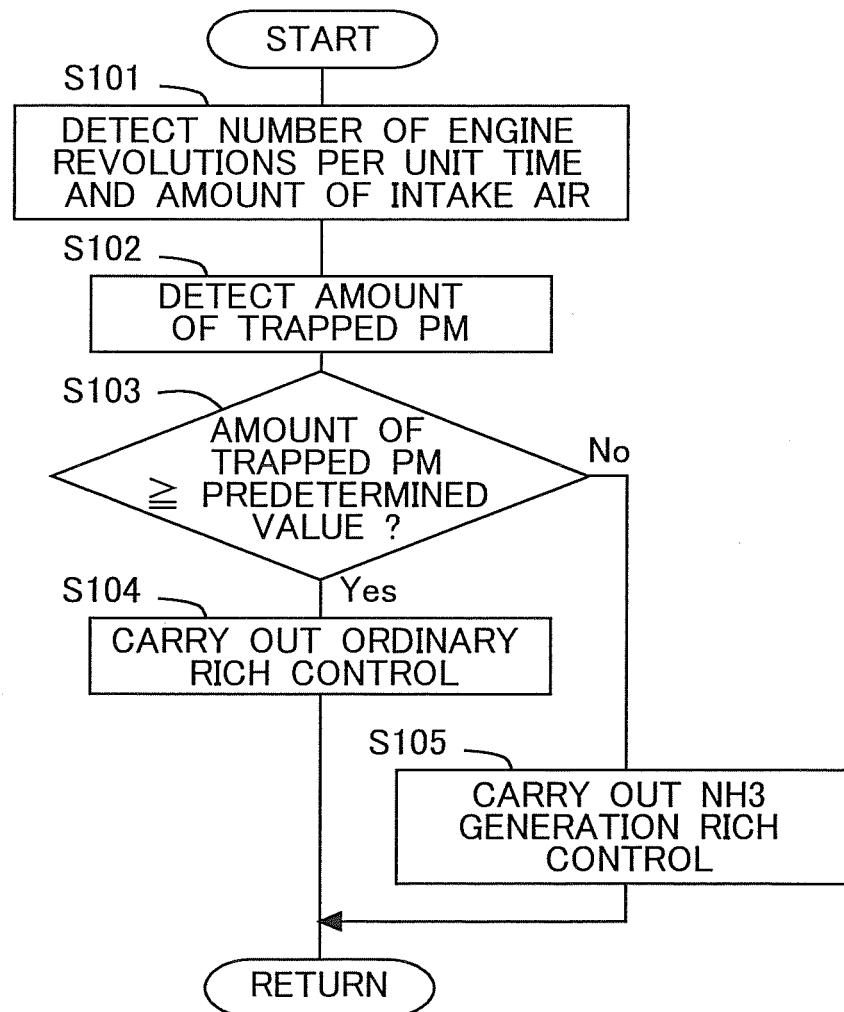 START
S101
DETECT NUMBER OF ENGINE
REVOLUTIONS PER UNIT TIME
AND AMOUNT OF INTAKE AIR
S102
DETECT AMOUNT
OF TRAPPED PM
S103
AMOUNT OF
TRAPPED PM
≧ PREDETERMINED
VALUE ?
No
Yes
S104
CARRY OUT ORDINARY
RICH CONTROL
S105
CARRY OUT NH3
GENERATION RICH
CONTROL
RETURN